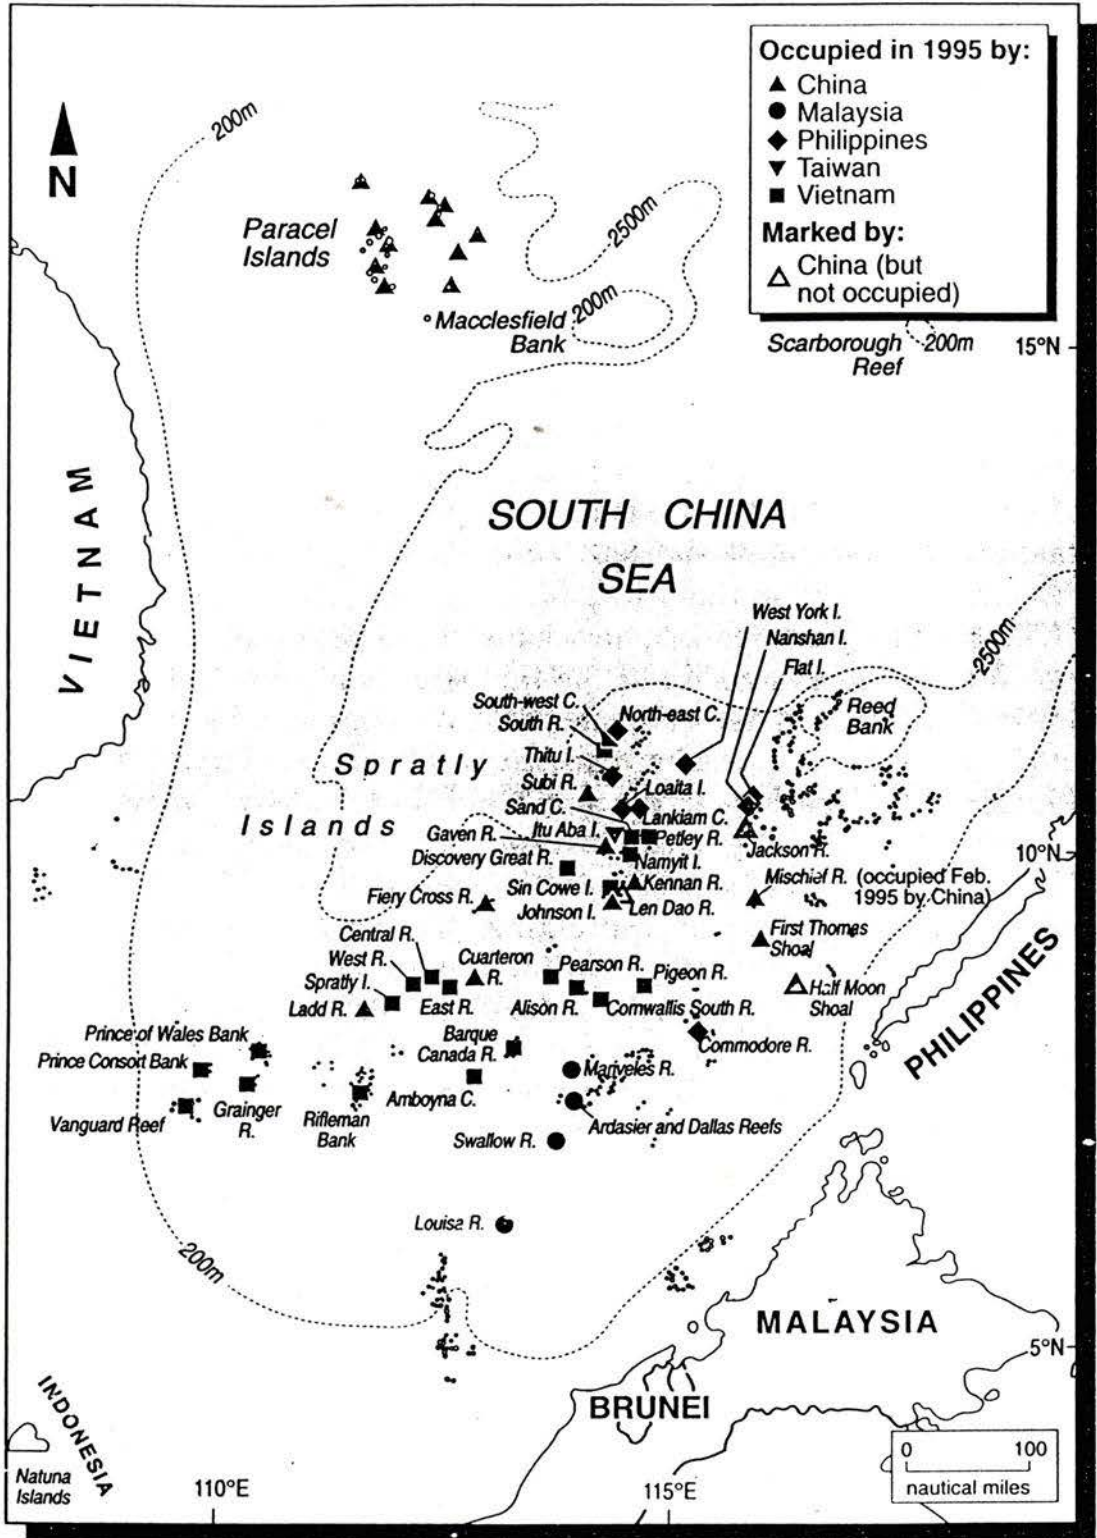 Occupied in 1995 by:
China
Malaysia
Philippines
Taiwan
Vietnam
Marked by:
China (but
not occupied)
200m
N
Paracel
Islands
2500m
200m
Macclesfield
Bank
Scarborough
Reef
200m
15°N
VIETNAM
SOUTH CHINA
SEA
West York I.
Nanshan I.
Flat I.
2500m
South-west C.
North-east C.
South R.
Reed
Bank
Thitu I.
Spratly
Islands
Subi R.
Loaita I.
Sand C.
Lankiam C.
Itu Aba I.
Gaven R.
Petley R.
Jackson R.
Discovery Great R.
Namyit I.
10°N
Sin Cowe I.
Kennan R.
Mischief R. (occupied Feb.
1995 by China)
Fiery Cross R.
Johnson I.
Len Dao R.
First Thomas
Shoal
Central R.
West R.
Cuarteron
R.
Pearson R.
Pigeon R.
Spratly I.
Ladd R.
East R.
Alison R.
Cornwallis South R.
Half Moon
Shoal
PHILIPPINES
Prince of Wales Bank
Barque
Canada R.
Commodore R.
Prince Consort Bank
Mariveles R.
Grainger
R.
Amboyna C.
Vanguard Reef
Rifleman
Bank
Ardasier and Dallas Reefs
Swallow R.
Louisa R.
200m
MALAYSIA
5°N
BRUNEI
INDONESIA
Natuna
Islands
110°E
115°E
0 100
nautical miles